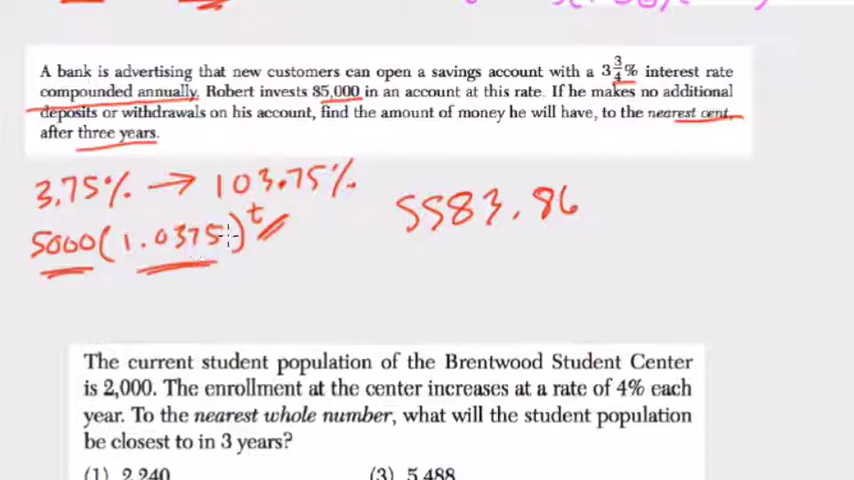 A bank is advertising that new customers can open a savings account with a 3 3/4% interest rate
compounded annually. Robert invests $5,000 in an account at this rate. If he makes no additional
deposits or withdrawals on his account, find the amount of money he will have, to the nearest cent,
after three years.
3.75% → 103.75%
5000(1.0375)^t
5583.86
The current student population of the Brentwood Student Center
is 2,000. The enrollment at the center increases at a rate of 4% each
year. To the nearest whole number, what will the student population
be closest to in 3 years?
(1) 2,240
(3) 5,488